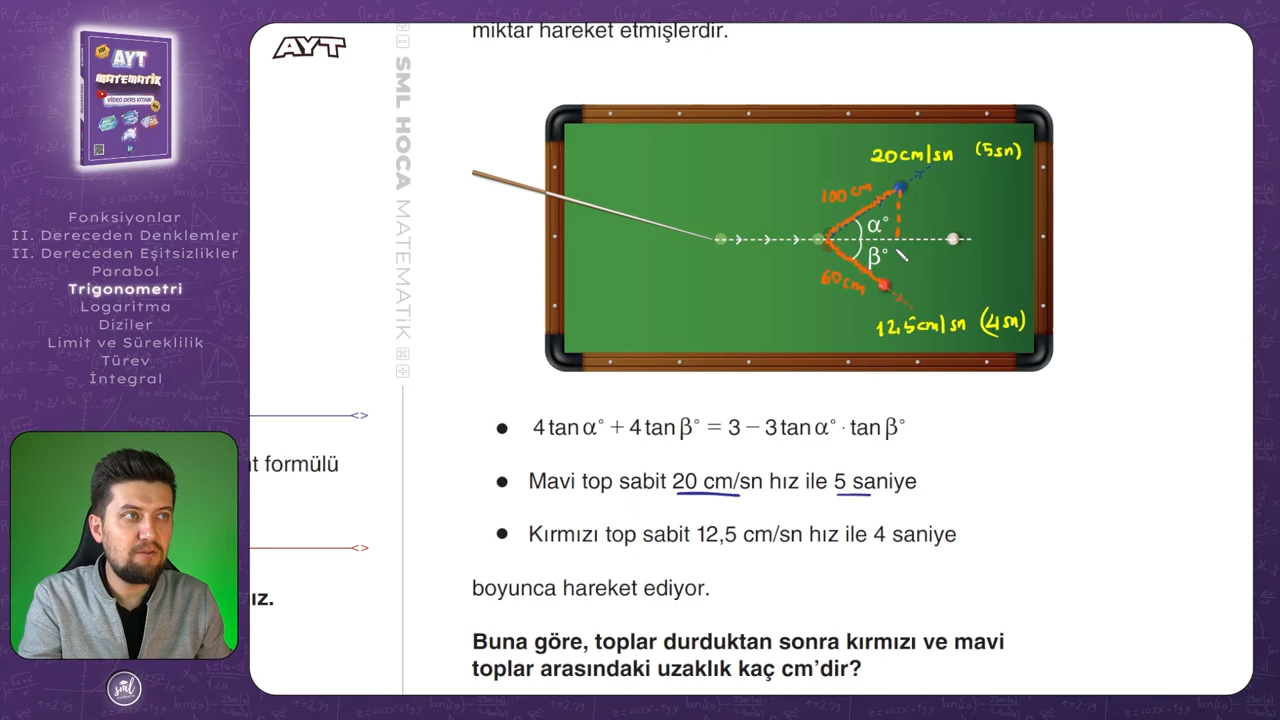 AYT
MATEMATİK
VİDEO DERS KİTABI
Fonksiyonlar
II. Dereceden Denklemler
II. Dereceden Eşitsizlikler
Parabol
Trigonometri
Logaritma
Diziler
Limit ve Süreklilik
Türev
İntegral
sml
AYT
SML HOCA MATEMATİK
t formülü
ız.
miktar hareket etmişlerdir.
20cm/sn (5sn)
100 cm
α°
β°
60cm
12,5cm/sn (4sn)
4 tan α° + 4 tan β° = 3 − 3 tan α° · tan β°
Mavi top sabit 20 cm/sn hız ile 5 saniye
Kırmızı top sabit 12,5 cm/sn hız ile 4 saniye
boyunca hareket ediyor.
Buna göre, toplar durduktan sonra kırmızı ve mavi
toplar arasındaki uzaklık kaç cm'dir?